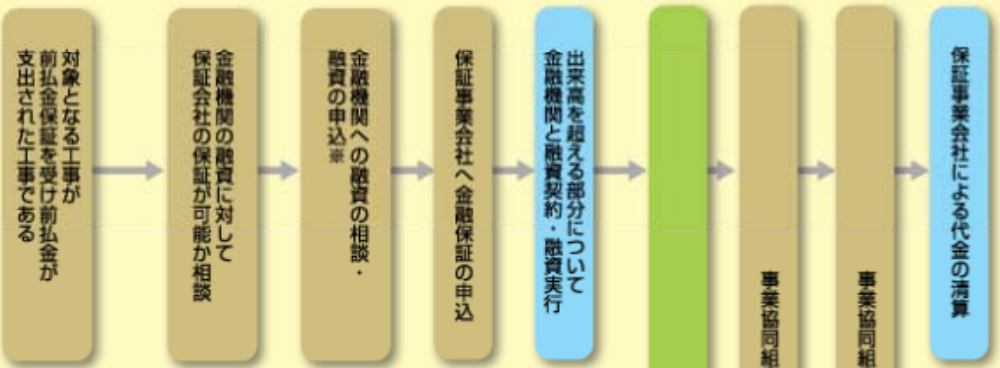 対象となる工事が
前払金保証を受け前払金が
支出された工事である
金融機関の融資に対して
保証会社の保証が可能か相談
金融機関への融資の相談・
融資の申込※
保証事業会社へ金融保証の申込
出来高を超える部分について
金融機関と融資契約・融資実行
事業協同組
事業協同組
保証事業会社による代金の清算